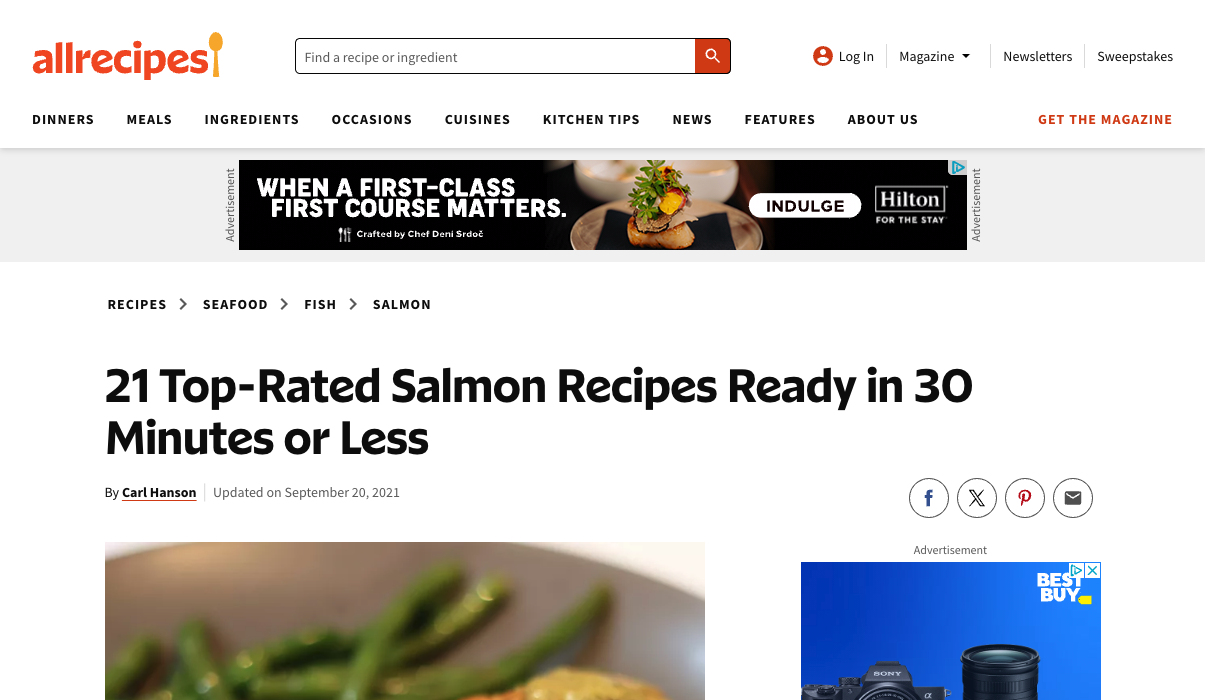 allrecipes
Find a recipe or ingredient
Log In
Magazine
Newsletters
Sweepstakes
DINNERS
MEALS
INGREDIENTS
OCCASIONS
CUISINES
KITCHEN TIPS
NEWS
FEATURES
ABOUT US
GET THE MAGAZINE
Advertisement
WHEN A FIRST-CLASS
FIRST COURSE MATTERS.
Crafted by Chef Deni Srdoč
INDULGE
Hilton
FOR THE STAY
Advertisement
RECIPES
SEAFOOD
FISH
SALMON
21 Top-Rated Salmon Recipes Ready in 30
Minutes or Less
By Carl Hanson
Updated on September 20, 2021
Advertisement
BEST
BUY
SONY
α